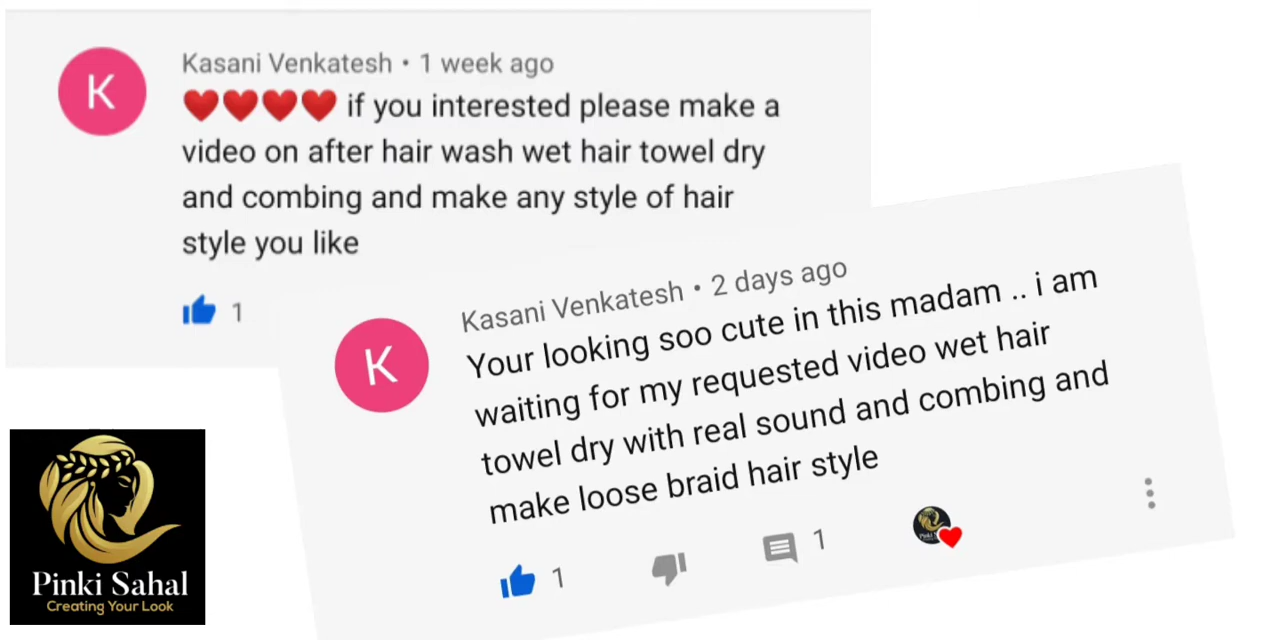 K
Kasani Venkatesh • 1 week ago
❤️❤️❤️❤️ if you interested please make a
video on after hair wash wet hair towel dry
and combing and make any style of hair
style you like
1
K
Kasani Venkatesh • 2 days ago
Your looking soo cute in this madam .. i am
waiting for my requested video wet hair
towel dry with real sound and combing and
make loose braid hair style
1
1
Pinki Sahal
Creating Your Look